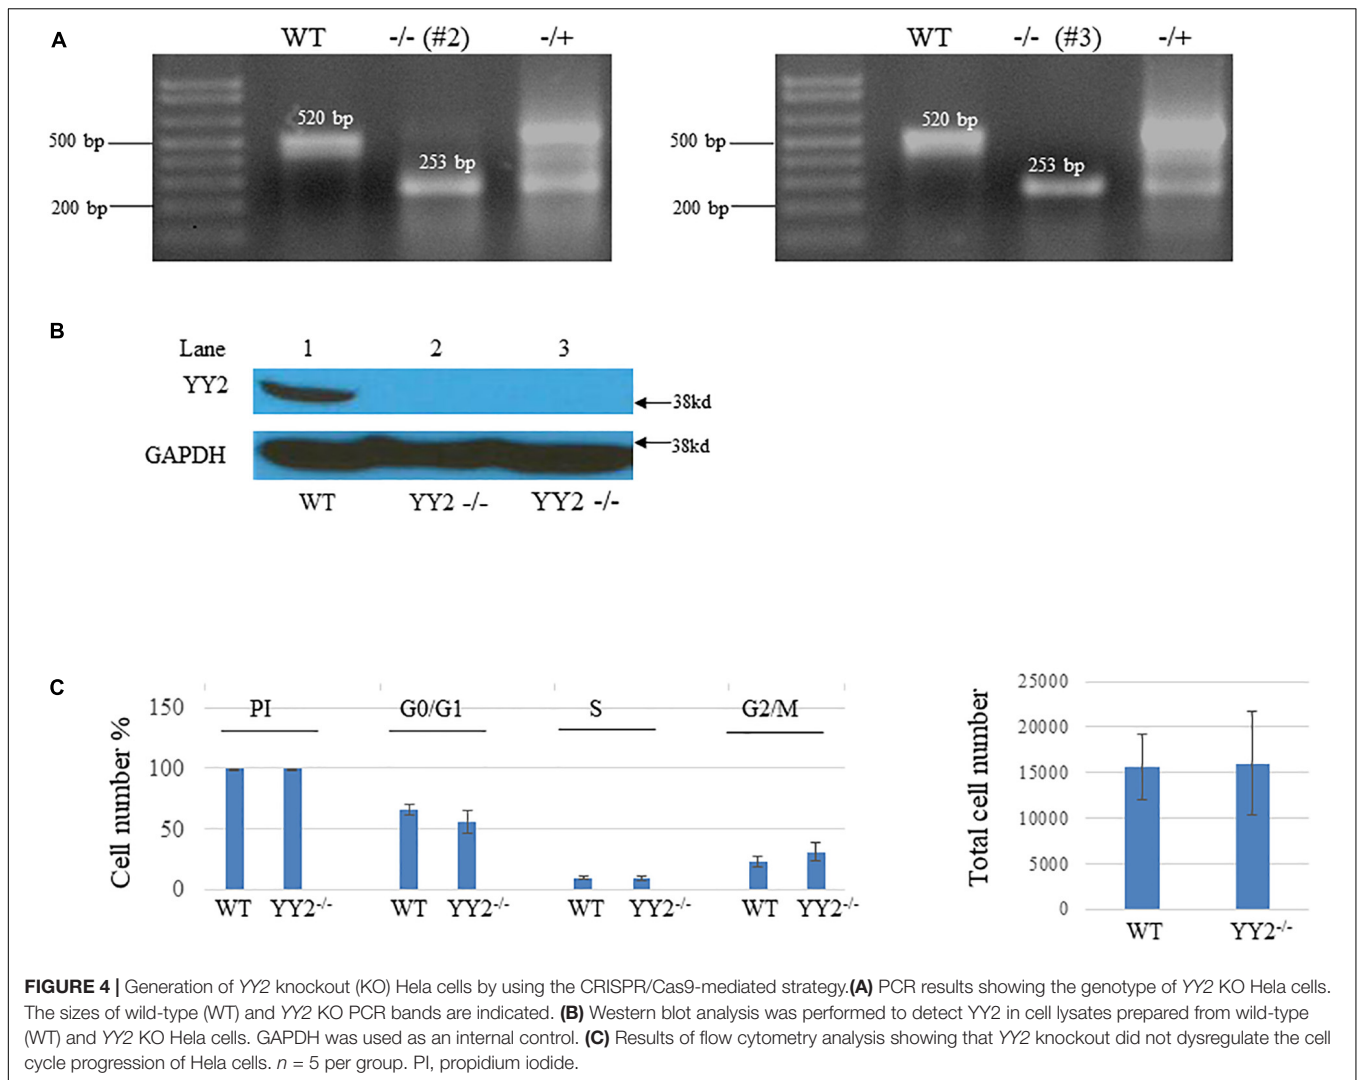 A
WT -/- (#2) -/+
WT -/- (#3) -/+
520 bp
500 bp
253 bp
200 bp
520 bp
500 bp
253 bp
200 bp
B
Lane 1 2 3
YY2
38kd
GAPDH
38kd
WT YY2 -/- YY2 -/-
C
Cell number %
150
100
50
0
PI G0/G1 S G2/M
WT YY2-/- WT YY2-/- WT YY2-/- WT YY2-/-
Total cell number
25000
20000
15000
10000
5000
0
WT YY2-/-
FIGURE 4 | Generation of YY2 knockout (KO) Hela cells by using the CRISPR/Cas9-mediated strategy.(A) PCR results showing the genotype of YY2 KO Hela cells.
The sizes of wild-type (WT) and YY2 KO PCR bands are indicated. (B) Western blot analysis was performed to detect YY2 in cell lysates prepared from wild-type
(WT) and YY2 KO Hela cells. GAPDH was used as an internal control. (C) Results of flow cytometry analysis showing that YY2 knockout did not dysregulate the cell
cycle progression of Hela cells. n = 5 per group. PI, propidium iodide.